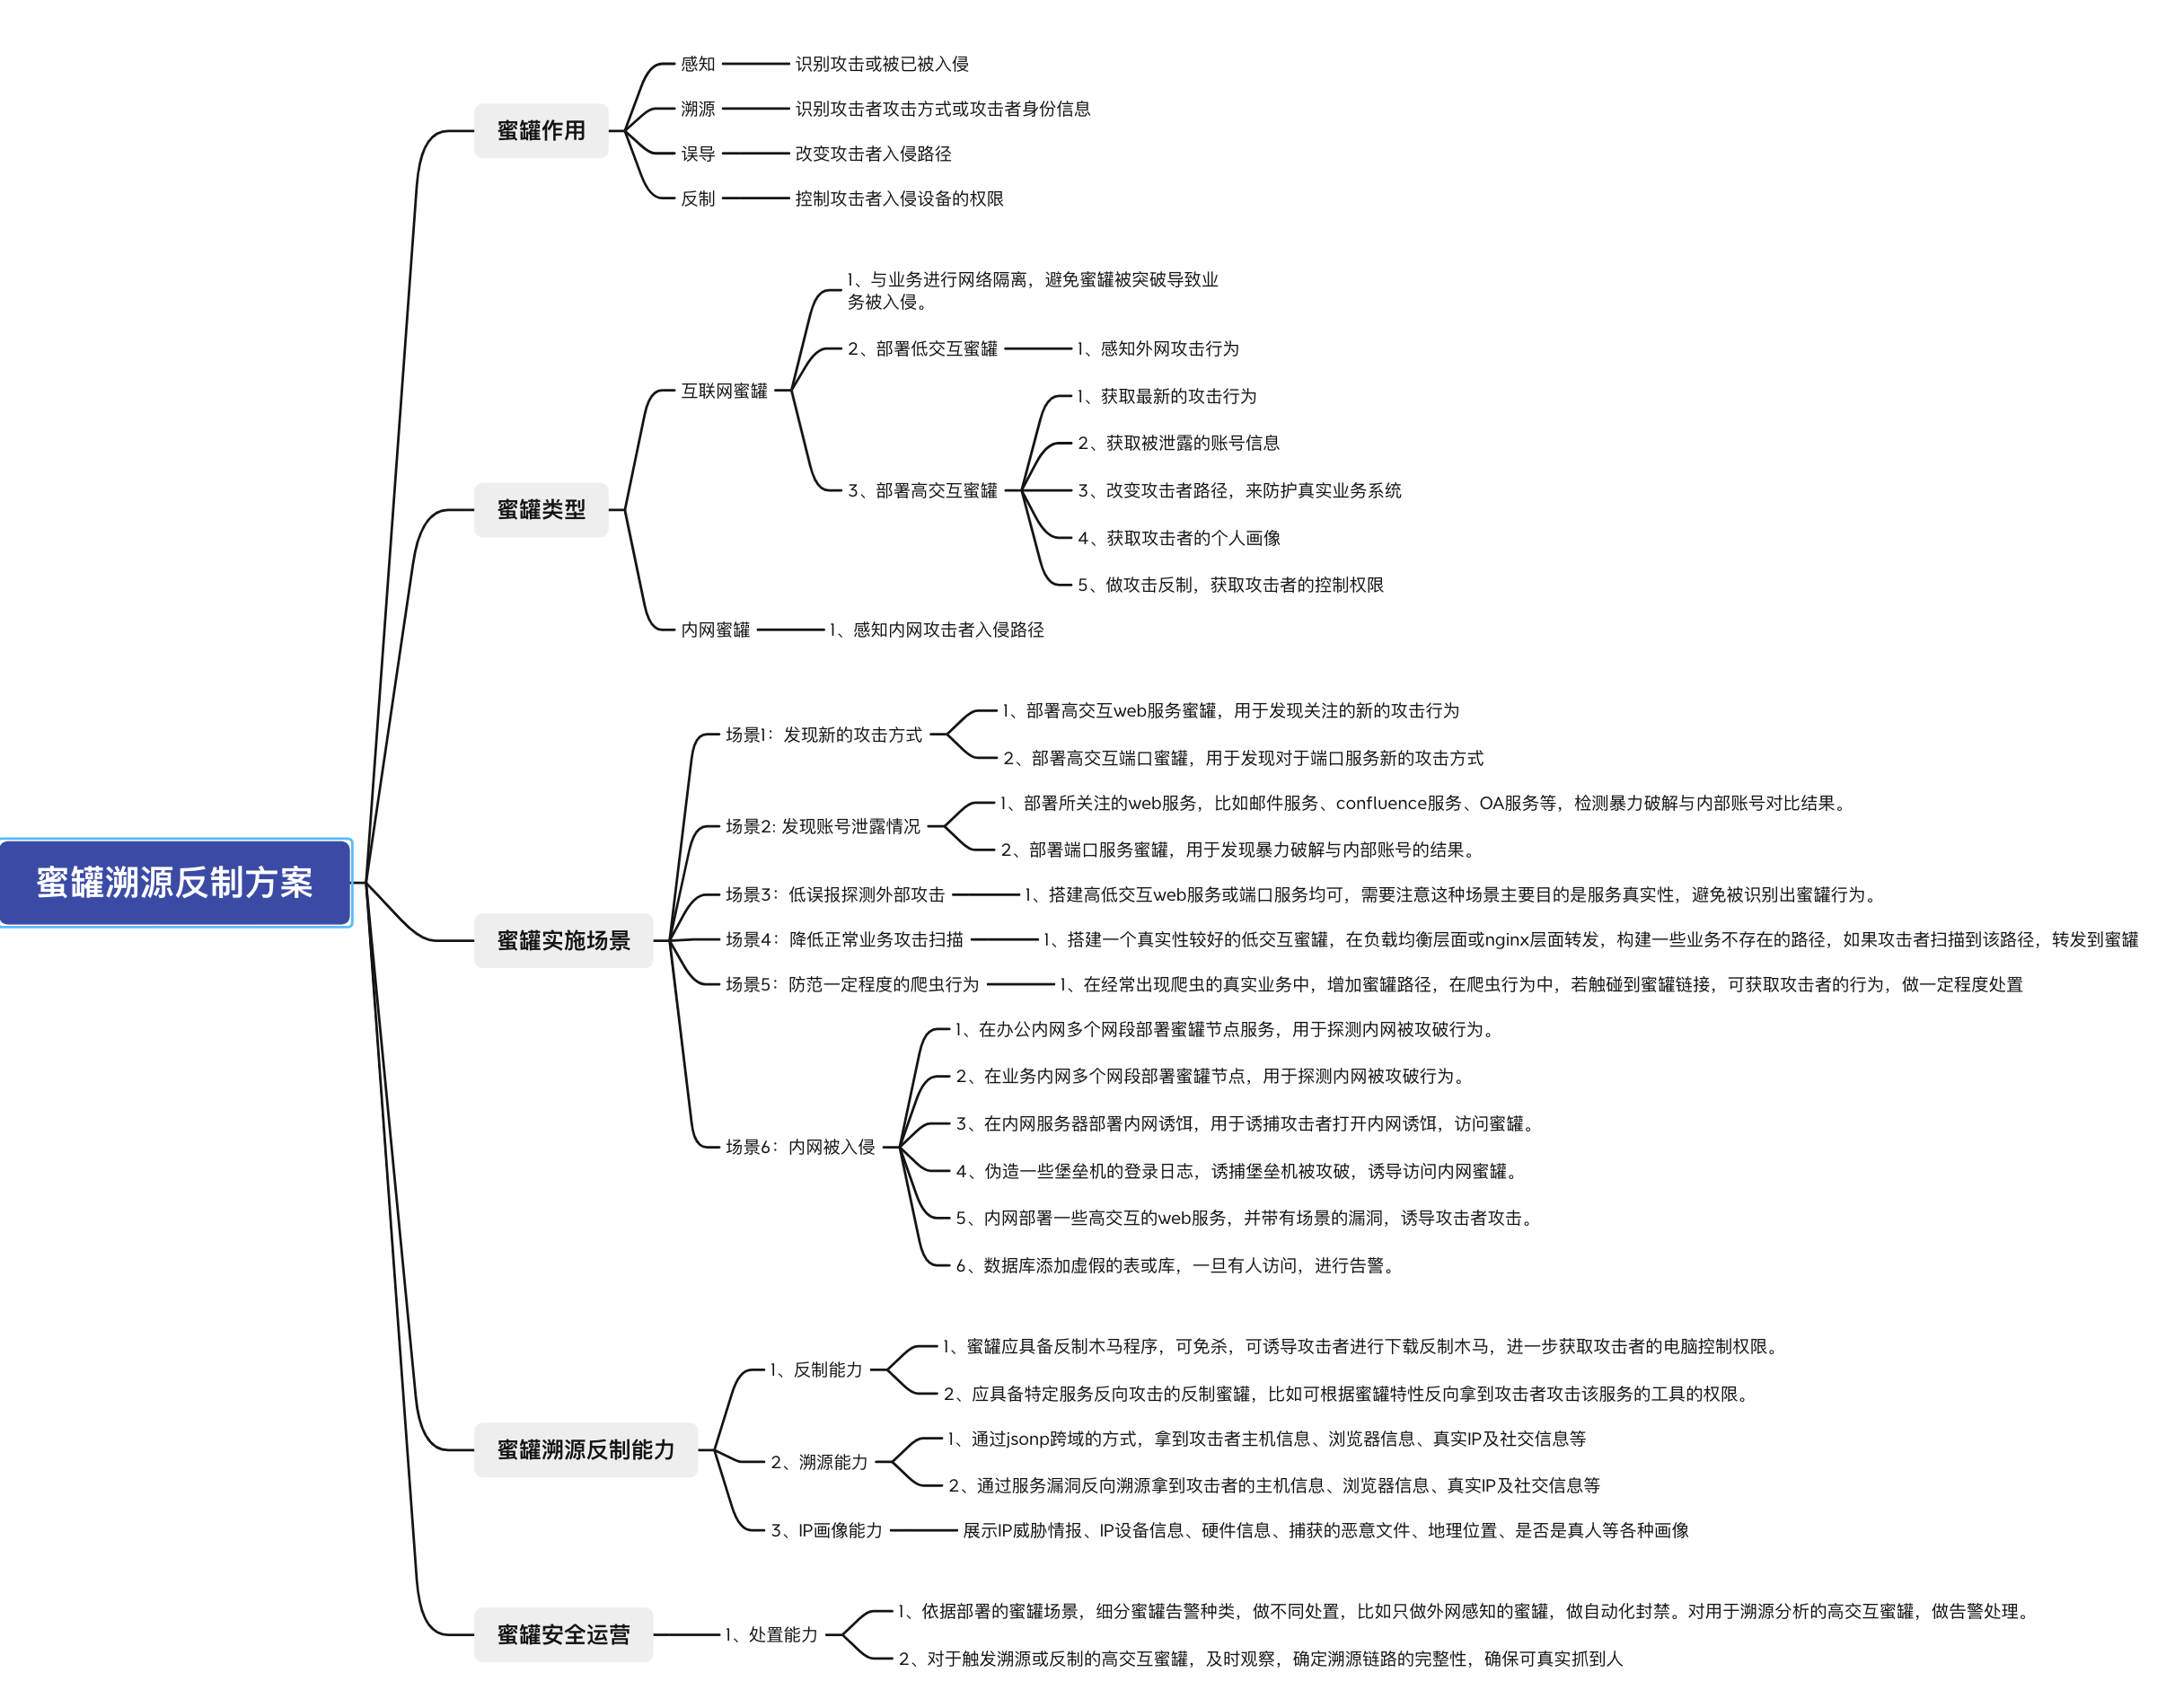 蜜罐溯源反制方案
蜜罐作用
感知
识别攻击或被已被入侵
溯源
识别攻击者攻击方式或攻击者身份信息
误导
改变攻击者入侵路径
反制
控制攻击者入侵设备的权限
蜜罐类型
互联网蜜罐
1、与业务进行网络隔离，避免蜜罐被突破导致业
务被入侵。
2、部署低交互蜜罐
1、感知外网攻击行为
3、部署高交互蜜罐
1、获取最新的攻击行为
2、获取被泄露的账号信息
3、改变攻击者路径，来防护真实业务系统
4、获取攻击者的个人画像
5、做攻击反制，获取攻击者的控制权限
内网蜜罐
1、感知内网攻击者入侵路径
蜜罐实施场景
场景1：发现新的攻击方式
1、部署高交互web服务蜜罐，用于发现关注的新的攻击行为
2、部署高交互端口蜜罐，用于发现对于端口服务新的攻击方式
场景2: 发现账号泄露情况
1、部署所关注的web服务，比如邮件服务、confluence服务、OA服务等，检测暴力破解与内部账号对比结果。
2、部署端口服务蜜罐，用于发现暴力破解与内部账号的结果。
场景3：低误报探测外部攻击
1、搭建高低交互web服务或端口服务均可，需要注意这种场景主要目的是服务真实性，避免被识别出蜜罐行为。
场景4：降低正常业务攻击扫描
1、搭建一个真实性较好的低交互蜜罐，在负载均衡层面或nginx层面转发，构建一些业务不存在的路径，如果攻击者扫描到该路径，转发到蜜罐
场景5：防范一定程度的爬虫行为
1、在经常出现爬虫的真实业务中，增加蜜罐路径，在爬虫行为中，若触碰到蜜罐链接，可获取攻击者的行为，做一定程度处置
场景6：内网被入侵
1、在办公内网多个网段部署蜜罐节点服务，用于探测内网被攻破行为。
2、在业务内网多个网段部署蜜罐节点，用于探测内网被攻破行为。
3、在内网服务器部署内网诱饵，用于诱捕攻击者打开内网诱饵，访问蜜罐。
4、伪造一些堡垒机的登录日志，诱捕堡垒机被攻破，诱导访问内网蜜罐。
5、内网部署一些高交互的web服务，并带有场景的漏洞，诱导攻击者攻击。
6、数据库添加虚假的表或库，一旦有人访问，进行告警。
蜜罐溯源反制能力
1、反制能力
1、蜜罐应具备反制木马程序，可免杀，可诱导攻击者进行下载反制木马，进一步获取攻击者的电脑控制权限。
2、应具备特定服务反向攻击的反制蜜罐，比如可根据蜜罐特性反向拿到攻击者攻击该服务的工具的权限。
2、溯源能力
1、通过jsonp跨域的方式，拿到攻击者主机信息、浏览器信息、真实IP及社交信息等
2、通过服务漏洞反向溯源拿到攻击者的主机信息、浏览器信息、真实IP及社交信息等
3、IP画像能力
展示IP威胁情报、IP设备信息、硬件信息、捕获的恶意文件、地理位置、是否是真人等各种画像
蜜罐安全运营
1、处置能力
1、依据部署的蜜罐场景，细分蜜罐告警种类，做不同处置，比如只做外网感知的蜜罐，做自动化封禁。对用于溯源分析的高交互蜜罐，做告警处理。
2、对于触发溯源或反制的高交互蜜罐，及时观察，确定溯源链路的完整性，确保可真实抓到人